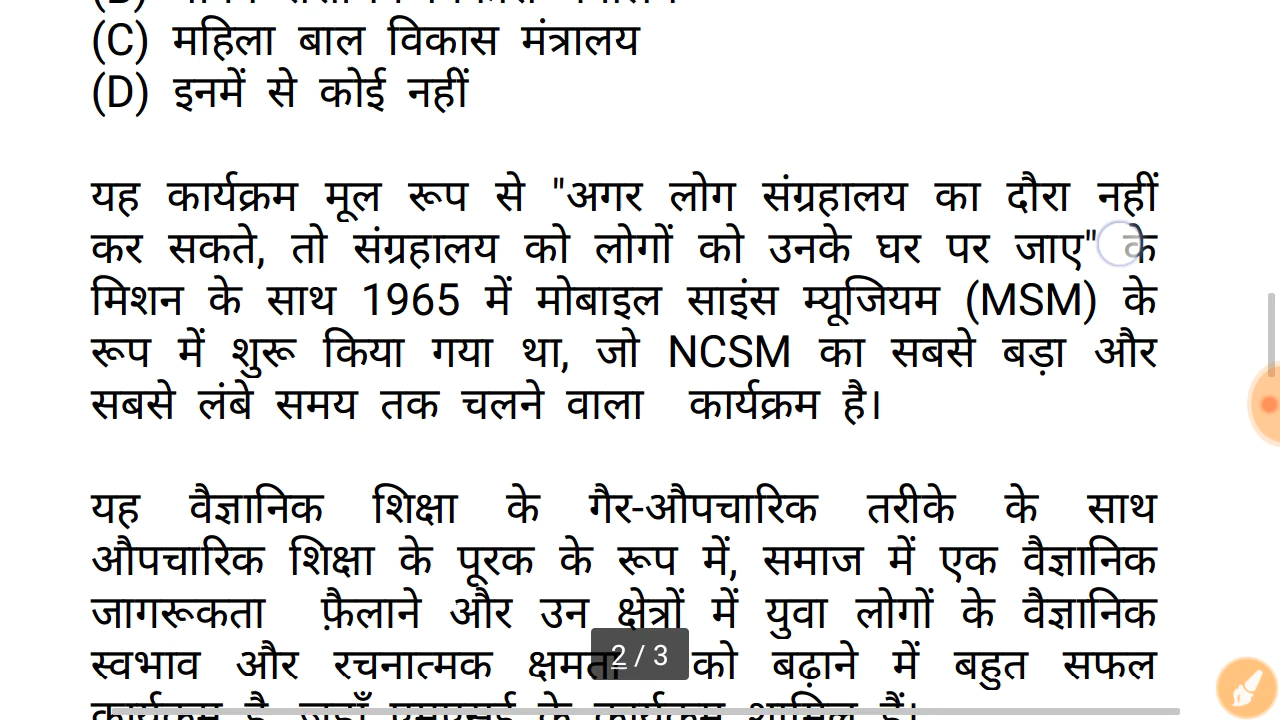 (C) महिला बाल विकास मंत्रालय
(D) इनमें से कोई नहीं
यह कार्यक्रम मूल रूप से "अगर लोग संग्रहालय का दौरा नहीं
कर सकते, तो संग्रहालय को लोगों को उनके घर पर जाए" के
मिशन के साथ 1965 में मोबाइल साइंस म्यूजियम (MSM) के
रूप में शुरू किया गया था, जो NCSM का सबसे बड़ा और
सबसे लंबे समय तक चलने वाला कार्यक्रम है।
यह वैज्ञानिक शिक्षा के गैर-औपचारिक तरीके के साथ
औपचारिक शिक्षा के पूरक के रूप में, समाज में एक वैज्ञानिक
जागरूकता फ़ैलाने और उन क्षेत्रों में युवा लोगों के वैज्ञानिक
स्वभाव और रचनात्मक क्षमता को बढ़ाने में बहुत सफल
2 / 3